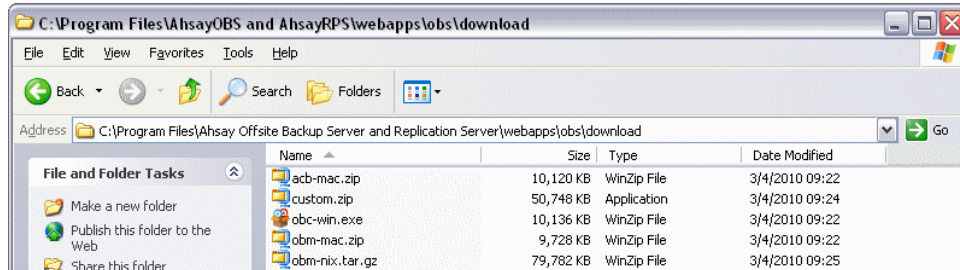 C:\Program Files\AhsayOBS and AhsayRPS\webapps\obs\download
File Edit View Favorites Tools Help
Back Search Folders
Address C:\Program Files\Ahsay Offsite Backup Server and Replication Server\webapps\obs\download Go
File and Folder Tasks
Make a new folder
Publish this folder to the
Web
Share this folder
Name Size Type Date Modified
acb-mac.zip 10,120 KB WinZip File 3/4/2010 09:22
custom.zip 50,748 KB Application 3/4/2010 09:24
obc-win.exe 10,136 KB WinZip File 3/4/2010 09:22
obm-mac.zip 9,728 KB WinZip File 3/4/2010 09:22
obm-nix.tar.gz 79,782 KB WinZip File 3/4/2010 09:25